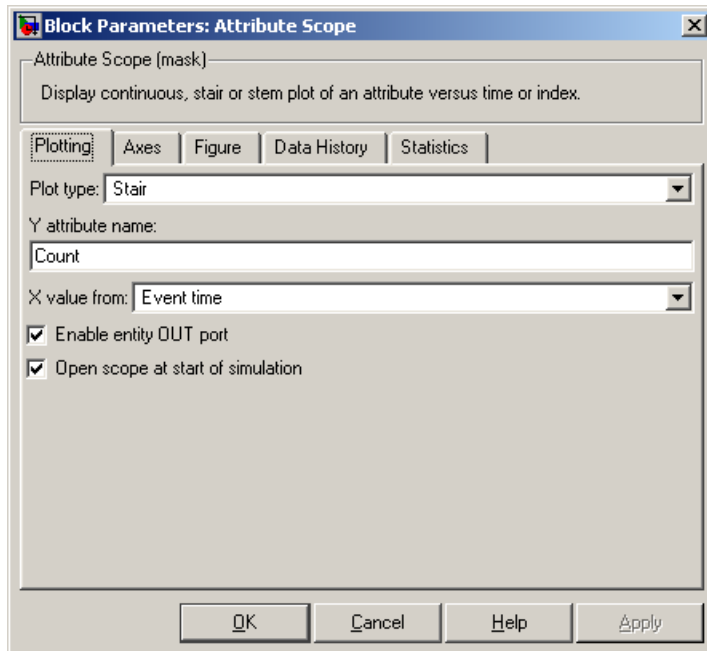 Block Parameters: Attribute Scope
Attribute Scope (mask)
Display continuous, stair or stem plot of an attribute versus time or index.
Plotting Axes Figure Data History Statistics
Plot type: Stair
Y attribute name:
Count
X value from: Event time
Enable entity OUT port
Open scope at start of simulation
OK Cancel Help Apply